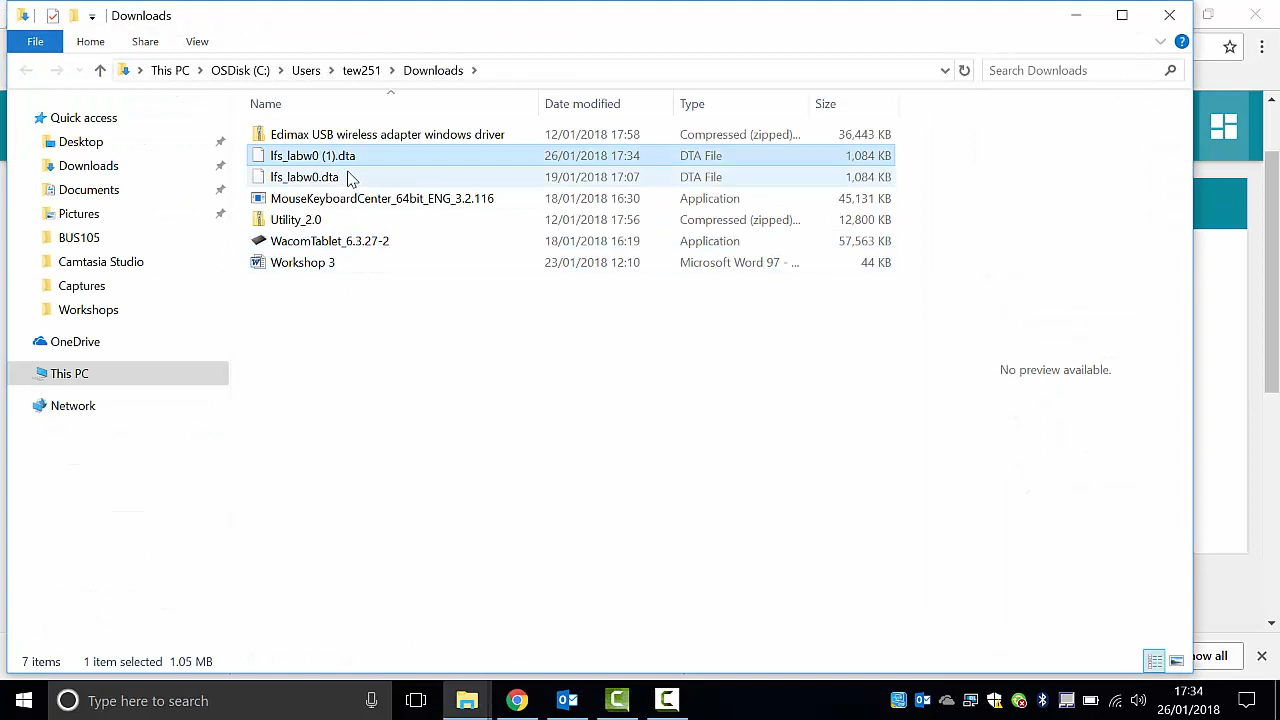 Downloads
File Home Share View
This PC OSDisk (C:) Users tew251 Downloads Search Downloads
Name Date modified Type Size
Quick access
Desktop
Downloads
Documents
Pictures
BUS105
Camtasia Studio
Captures
Workshops
OneDrive
This PC
Network
Edimax USB wireless adapter windows driver 12/01/2018 17:58 Compressed (zipped)... 36,443 KB
lfs_labw0 (1).dta 26/01/2018 17:34 DTA File 1,084 KB
lfs_labw0.dta 19/01/2018 17:07 DTA File 1,084 KB
MouseKeyboardCenter_64bit_ENG_3.2.116 18/01/2018 16:30 Application 45,131 KB
Utility_2.0 12/01/2018 17:56 Compressed (zipped)... 12,800 KB
WacomTablet_6.3.27-2 18/01/2018 16:19 Application 57,563 KB
Workshop 3 23/01/2018 12:10 Microsoft Word 97 - ... 44 KB
No preview available.
7 items 1 item selected 1.05 MB
ow all
Type here to search
17:34
26/01/2018